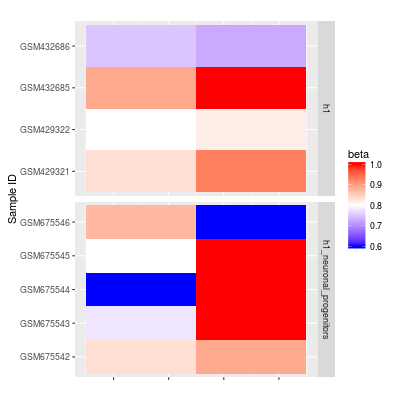 GSM432686
GSM432685
GSM429322
GSM429321
h1
GSM675546
GSM675545
GSM675544
GSM675543
GSM675542
h1_neuronal_progenitors
Sample ID
beta
1.0
0.9
0.8
0.7
0.6